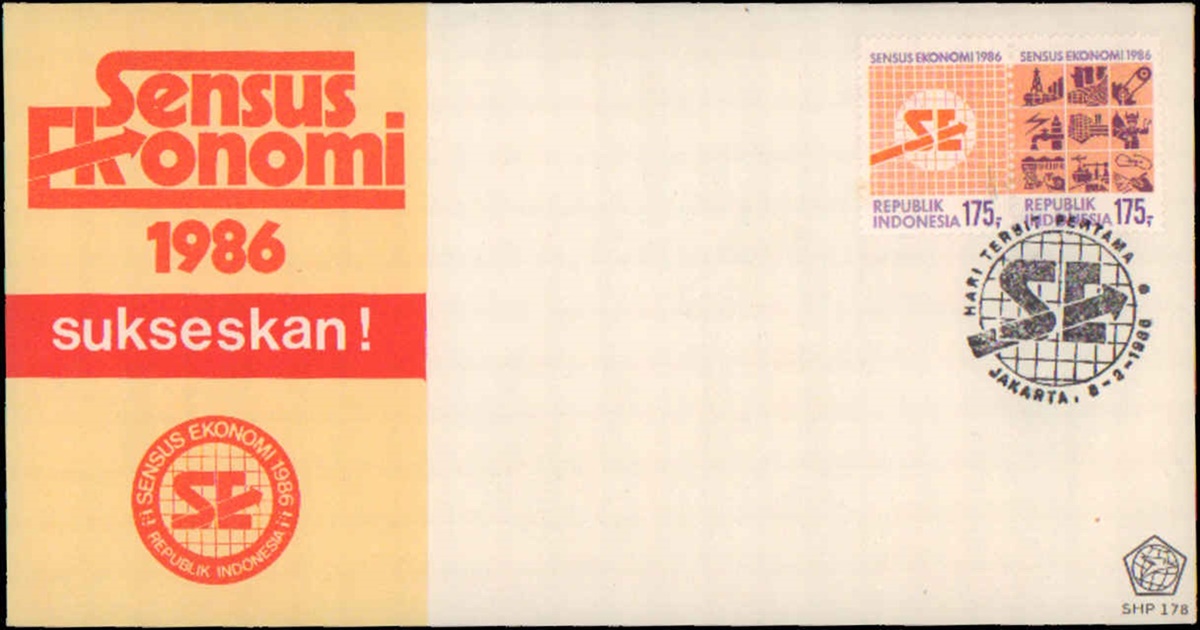 Sensus
Ekonomi
1986
sukseskan!
SENSUS EKONOMI 1986
SE
REPUBLIK INDONESIA
SENSUS EKONOMI 1986
SE
REPUBLIK
INDONESIA 175,-
SENSUS EKONOMI 1986
REPUBLIK
INDONESIA 175,-
HARI TERBIT PERTAMA
SE
JAKARTA, 8-2-1986
SHP 178